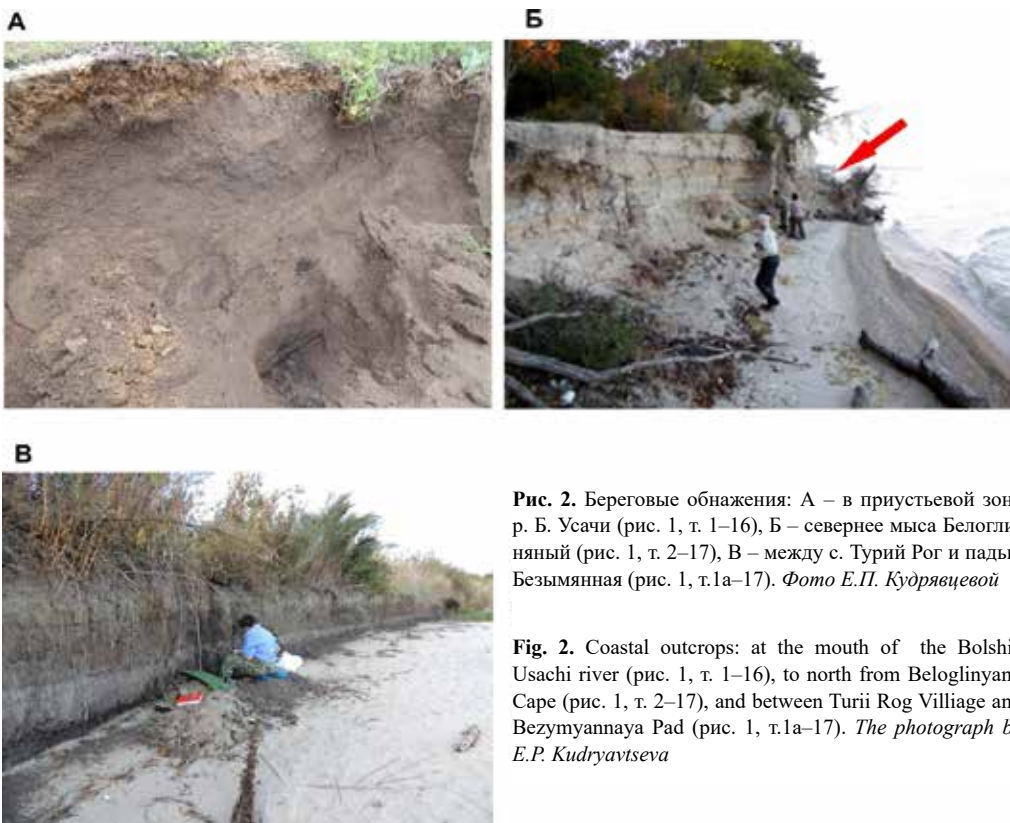 А
Б
В
Рис. 2. Береговые обнажения: А – в приустьевой зон
р. Б. Усачи (рис. 1, т. 1–16), Б – севернее мыса Белогли
няный (рис. 1, т. 2–17), В – между с. Турий Рог и падь
Безымянная (рис. 1, т.1а–17). Фото Е.П. Кудрявцевой
Fig. 2. Coastal outcrops: at the mouth of the Bolshi
Usachi river (рис. 1, т. 1–16), to north from Beloglinyan
Cape (рис. 1, т. 2–17), and between Turii Rog Villiage an
Bezymyannaya Pad (рис. 1, т.1а–17). The photograph b
E.P. Kudryavtseva